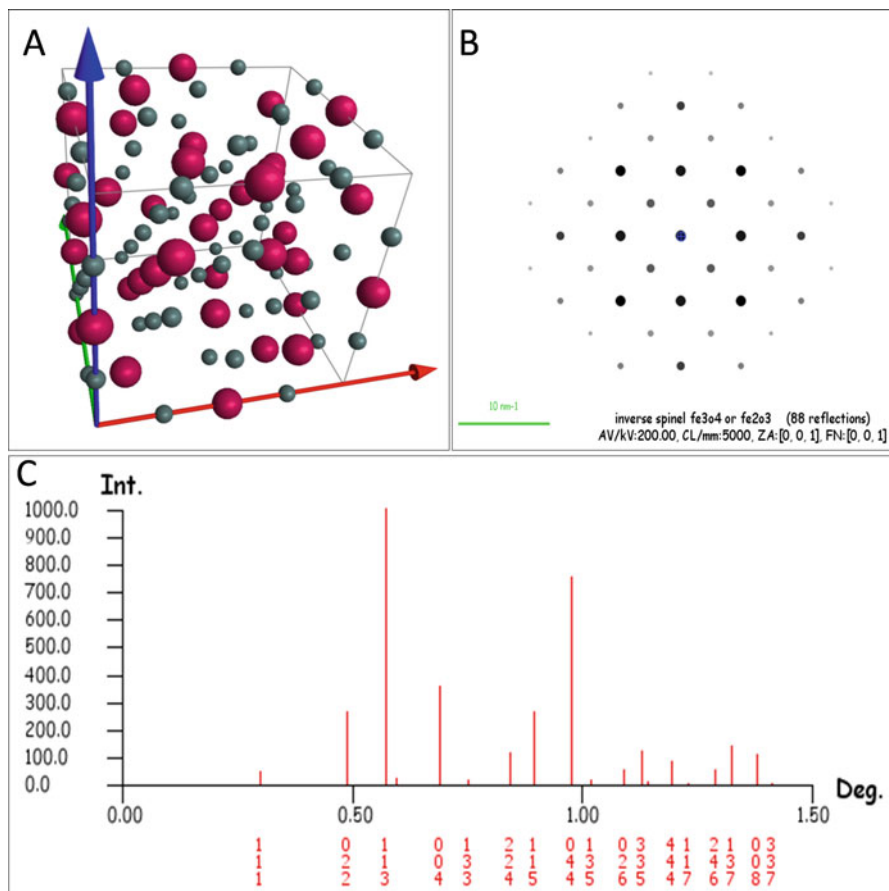 A
B
10 nm-1
inverse spinel fe3o4 or fe2o3 (88 reflections)
AV/kV:200.00, CL/mm:5000, ZA:[0, 0, 1], FN:[0, 0, 1]
C
Int.
1000.0
900.0
800.0
700.0
600.0
500.0
400.0
300.0
200.0
100.0
0.0
Deg.
0.00 0.50 1.00 1.50
1 0 1 0 1 2 1 0 1 0 3 4 1 2 1 0 3
1 2 1 0 3 2 1 4 3 2 3 4 1 4 3 0 3
1 2 3 4 3 4 5 4 5 6 5 4 7 6 7 8 7